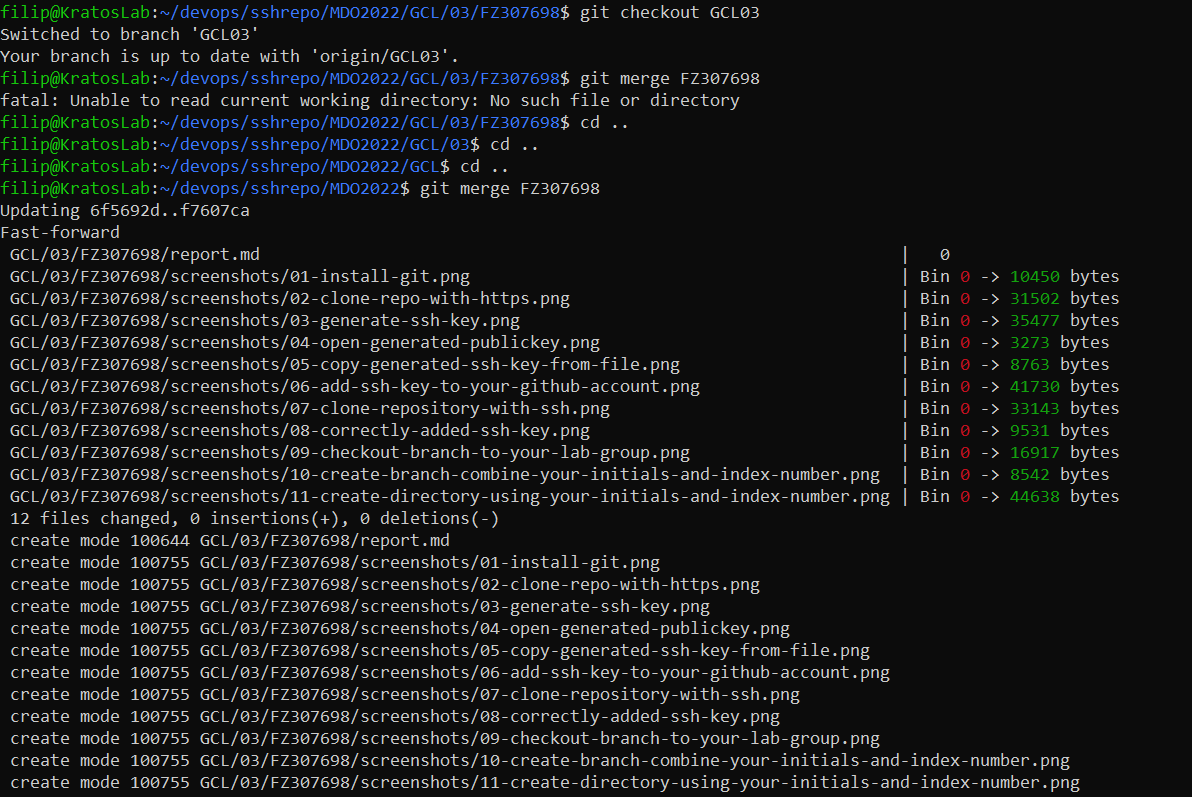 filip@KratosLab:~/devops/sshrepo/MDO2022/GCL/03/FZ307698$ git checkout GCL03
Switched to branch 'GCL03'
Your branch is up to date with 'origin/GCL03'.
filip@KratosLab:~/devops/sshrepo/MDO2022/GCL/03/FZ307698$ git merge FZ307698
fatal: Unable to read current working directory: No such file or directory
filip@KratosLab:~/devops/sshrepo/MDO2022/GCL/03/FZ307698$ cd ..
filip@KratosLab:~/devops/sshrepo/MDO2022/GCL/03$ cd ..
filip@KratosLab:~/devops/sshrepo/MDO2022/GCL$ cd ..
filip@KratosLab:~/devops/sshrepo/MDO2022$ git merge FZ307698
Updating 6f5692d..f7607ca
Fast-forward
 GCL/03/FZ307698/report.md | 0
 GCL/03/FZ307698/screenshots/01-install-git.png | Bin 0 -> 10450 bytes
 GCL/03/FZ307698/screenshots/02-clone-repo-with-https.png | Bin 0 -> 31502 bytes
 GCL/03/FZ307698/screenshots/03-generate-ssh-key.png | Bin 0 -> 35477 bytes
 GCL/03/FZ307698/screenshots/04-open-generated-publickey.png | Bin 0 -> 3273 bytes
 GCL/03/FZ307698/screenshots/05-copy-generated-ssh-key-from-file.png | Bin 0 -> 8763 bytes
 GCL/03/FZ307698/screenshots/06-add-ssh-key-to-your-github-account.png | Bin 0 -> 41730 bytes
 GCL/03/FZ307698/screenshots/07-clone-repository-with-ssh.png | Bin 0 -> 33143 bytes
 GCL/03/FZ307698/screenshots/08-correctly-added-ssh-key.png | Bin 0 -> 9531 bytes
 GCL/03/FZ307698/screenshots/09-checkout-branch-to-your-lab-group.png | Bin 0 -> 16917 bytes
 GCL/03/FZ307698/screenshots/10-create-branch-combine-your-initials-and-index-number.png | Bin 0 -> 8542 bytes
 GCL/03/FZ307698/screenshots/11-create-directory-using-your-initials-and-index-number.png | Bin 0 -> 44638 bytes
 12 files changed, 0 insertions(+), 0 deletions(-)
 create mode 100644 GCL/03/FZ307698/report.md
 create mode 100755 GCL/03/FZ307698/screenshots/01-install-git.png
 create mode 100755 GCL/03/FZ307698/screenshots/02-clone-repo-with-https.png
 create mode 100755 GCL/03/FZ307698/screenshots/03-generate-ssh-key.png
 create mode 100755 GCL/03/FZ307698/screenshots/04-open-generated-publickey.png
 create mode 100755 GCL/03/FZ307698/screenshots/05-copy-generated-ssh-key-from-file.png
 create mode 100755 GCL/03/FZ307698/screenshots/06-add-ssh-key-to-your-github-account.png
 create mode 100755 GCL/03/FZ307698/screenshots/07-clone-repository-with-ssh.png
 create mode 100755 GCL/03/FZ307698/screenshots/08-correctly-added-ssh-key.png
 create mode 100755 GCL/03/FZ307698/screenshots/09-checkout-branch-to-your-lab-group.png
 create mode 100755 GCL/03/FZ307698/screenshots/10-create-branch-combine-your-initials-and-index-number.png
 create mode 100755 GCL/03/FZ307698/screenshots/11-create-directory-using-your-initials-and-index-number.png